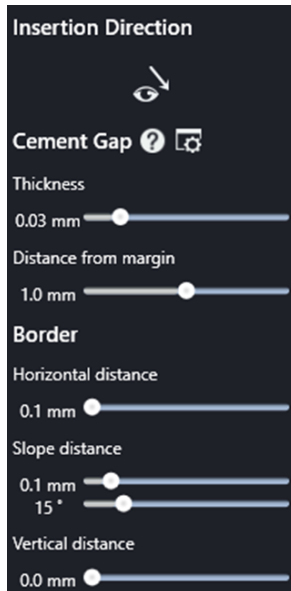 Insertion Direction
Cement Gap ?
Thickness
0.03 mm
Distance from margin
1.0 mm
Border
Horizontal distance
0.1 mm
Slope distance
0.1 mm
15 °
Vertical distance
0.0 mm